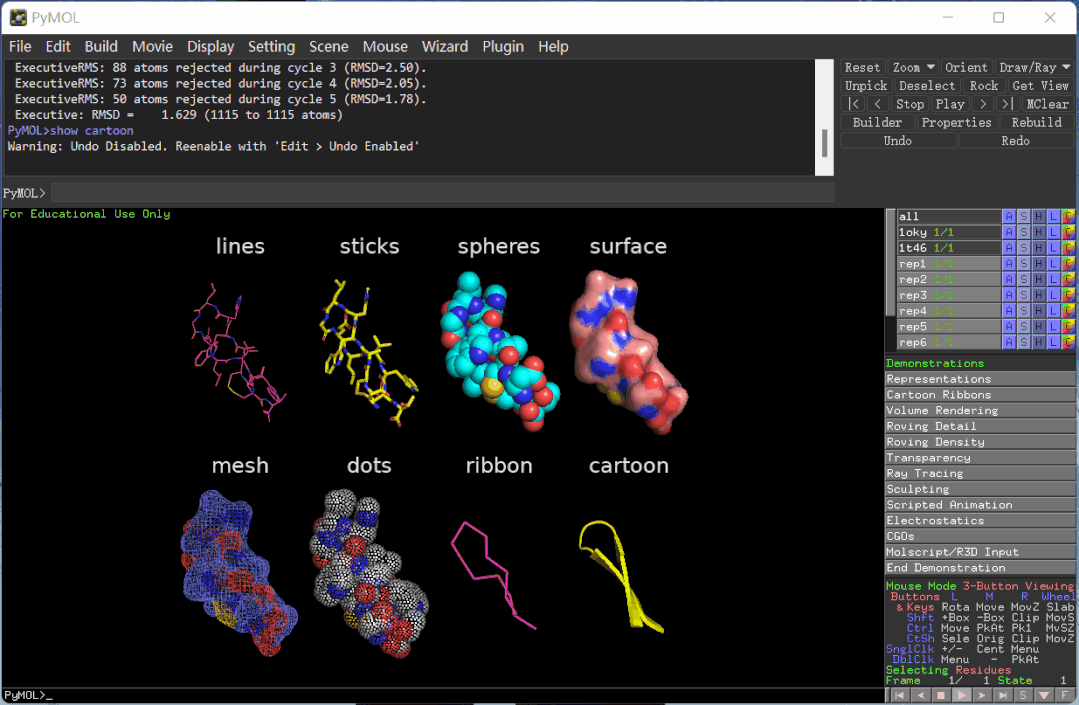 PyMOL
File Edit Build Movie Display Setting Scene Mouse Wizard Plugin Help
ExecutiveRMS: 88 atoms rejected during cycle 3 (RMSD=2.50).
ExecutiveRMS: 73 atoms rejected during cycle 4 (RMSD=2.05).
ExecutiveRMS: 50 atoms rejected during cycle 5 (RMSD=1.78).
Executive: RMSD = 1.629 (1115 to 1115 atoms)
PyMOL>show cartoon
Warning: Undo Disabled. Reenable with 'Edit > Undo Enabled'
PyMOL>
Reset Zoom Orient Draw/Ray
Unpick Deselect Rock Get View
|< < Stop Play > >| MClear
Builder Properties Rebuild
Undo Redo
For Educational Use Only
lines sticks spheres surface
mesh dots ribbon cartoon
all A S H L C
1oky 1/1 A S H L C
1t46 1/1 A S H L C
rep1 1/1 A S H L C
rep2 1/1 A S H L C
rep3 1/1 A S H L C
rep4 1/1 A S H L C
rep5 1/1 A S H L C
rep6 1/1 A S H L C
Demonstrations
Representations
Cartoon Ribbons
Volume Rendering
Roving Detail
Roving Density
Transparency
Ray Tracing
Sculpting
Scripted Animation
Electrostatics
CGOs
Molscript/R3D Input
End Demonstration
Mouse Mode 3-Button Viewing
Buttons L M R Wheel
& Keys Rota Move MovZ Slab
Shft +Box -Box Clip MovS
Ctrl Move PkAt Pk1 MvSZ
CtSh Sele Orig Clip MovZ
SnglClk +/- Cent Menu
DblClk Menu - PkAt
Selecting Residues
Frame 1/ 1 State 1
PyMOL>_
S F